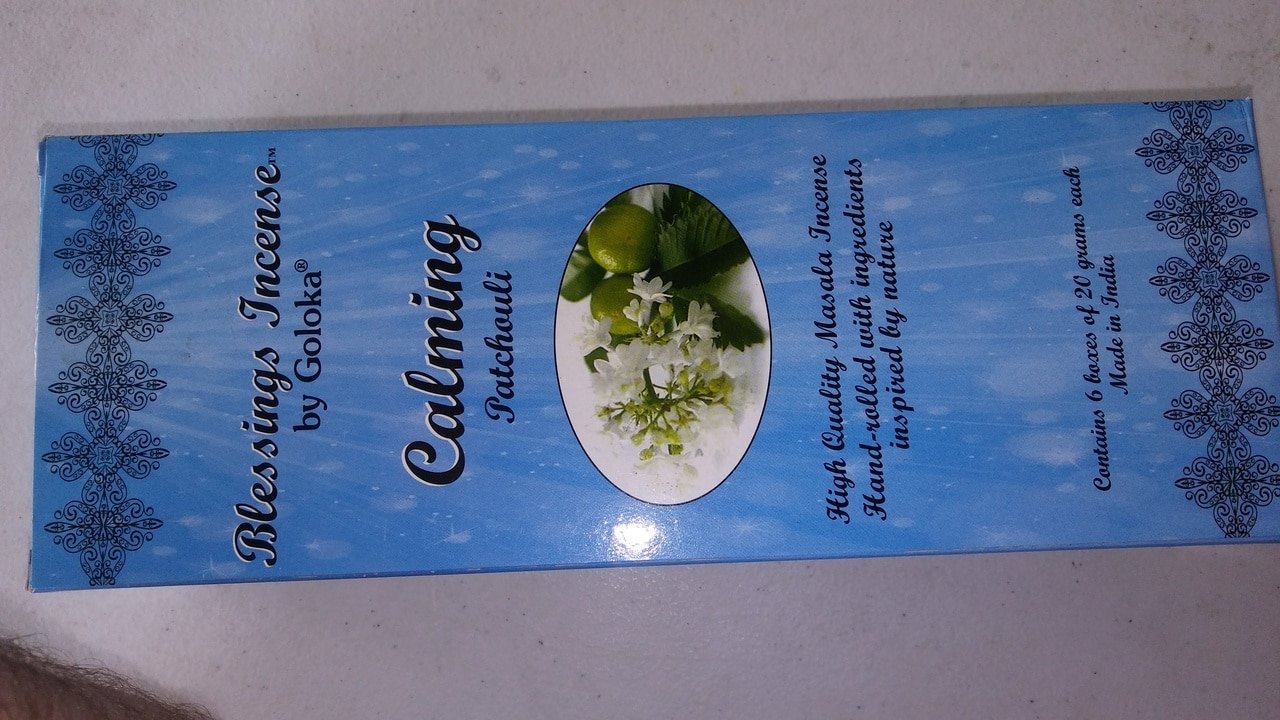 Blessings Incense™
by Goloka®
Calming
Patchouli
High Quality Masala Incense
Hand-rolled with ingredients
inspired by nature
Contains 6 boxes of 20 grams each
Made in India